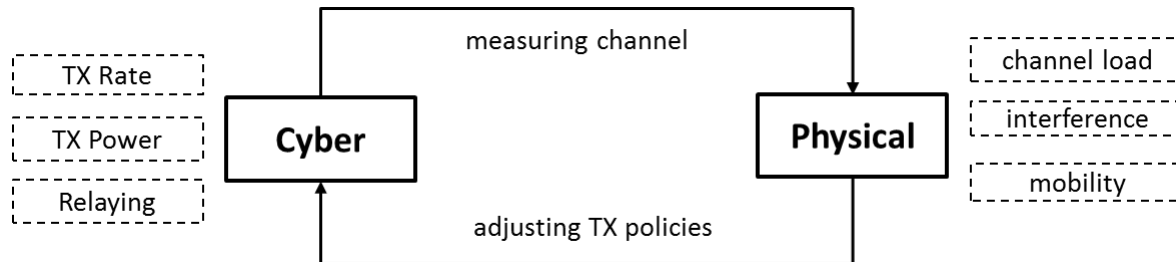 measuring channel
TX Rate
TX Power
Relaying
Cyber
Physical
channel load
interference
mobility
adjusting TX policies